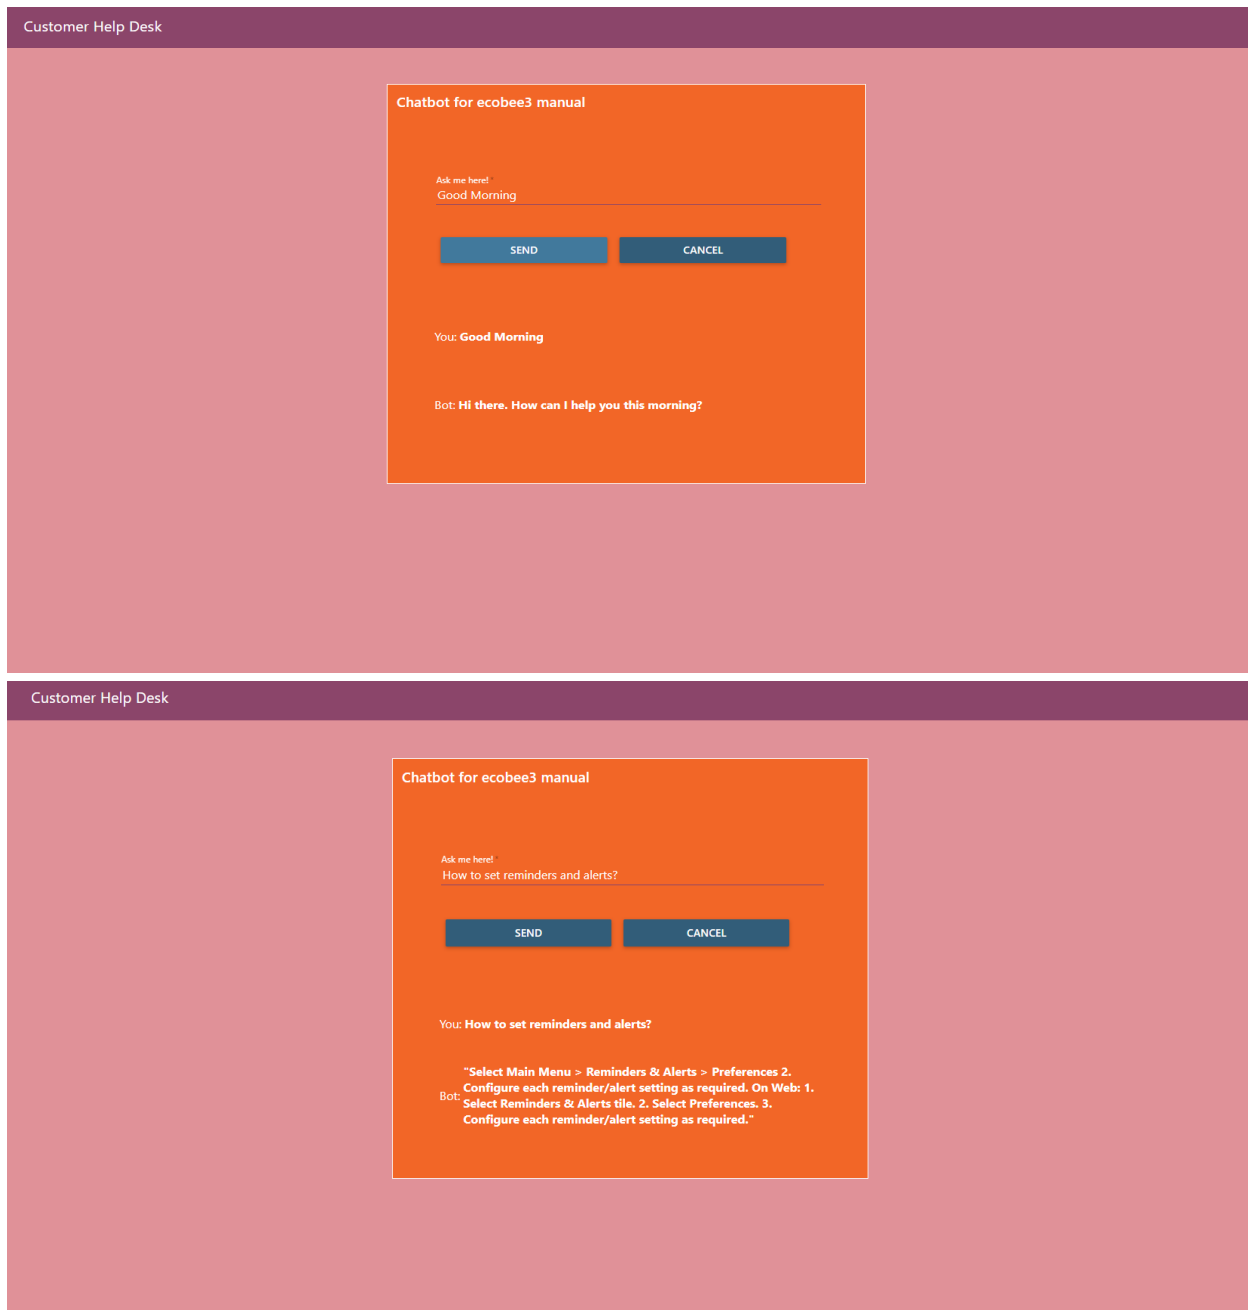 Customer Help Desk
Chatbot for ecobee3 manual
Ask me here! *
Good Morning
SEND CANCEL
You: Good Morning
Bot: Hi there. How can I help you this morning?
Customer Help Desk
Chatbot for ecobee3 manual
Ask me here! *
How to set reminders and alerts?
SEND CANCEL
You: How to set reminders and alerts?
Bot: "Select Main Menu > Reminders & Alerts > Preferences 2.
Configure each reminder/alert setting as required. On Web: 1.
Select Reminders & Alerts tile. 2. Select Preferences. 3.
Configure each reminder/alert setting as required."